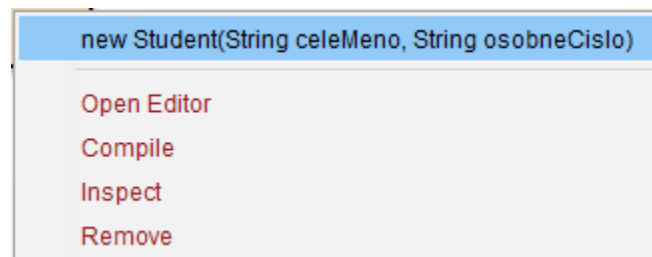 new Student(String celeMeno, String osobneCislo)
Open Editor
Compile
Inspect
Remove